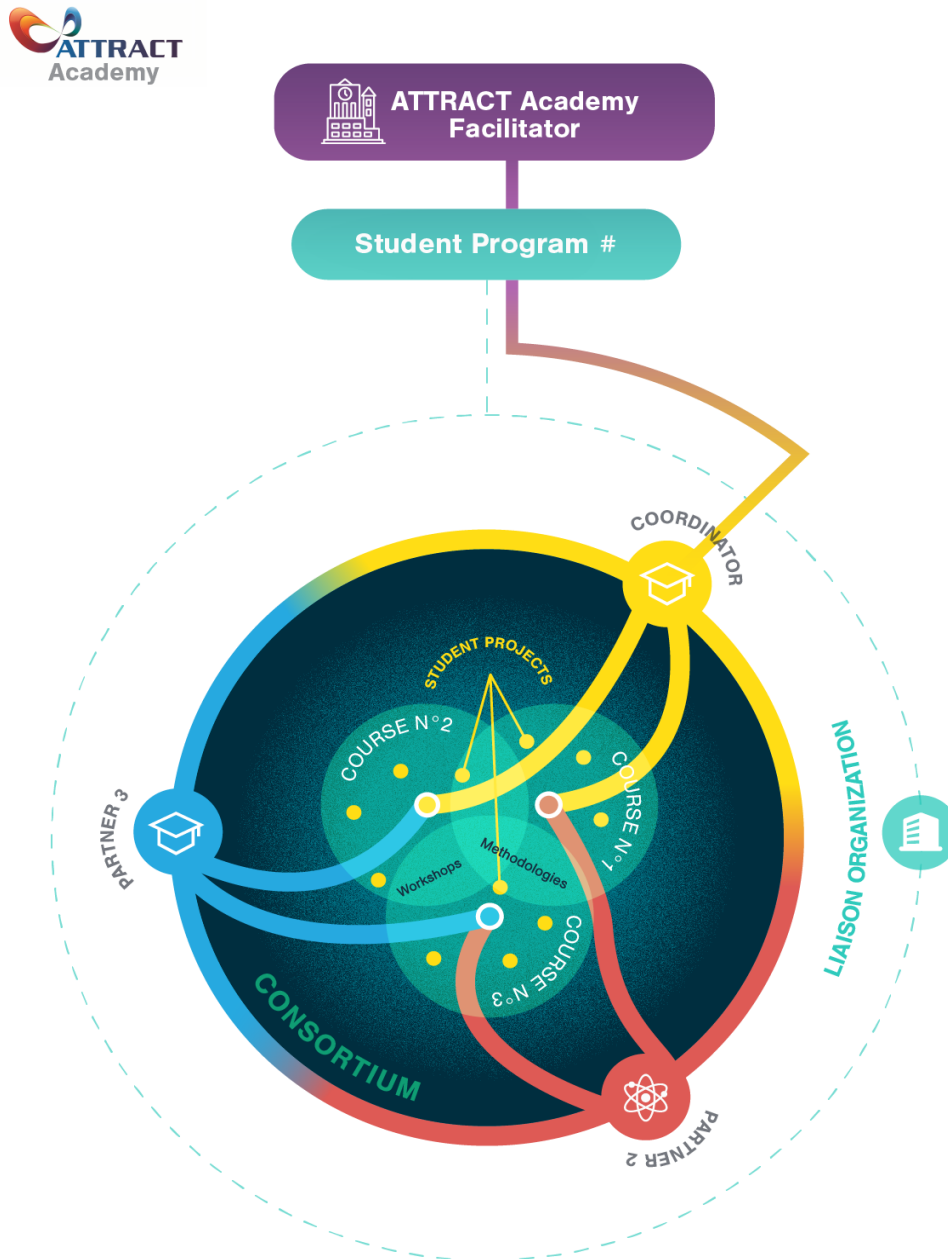 ATTRACT
Academy
ATTRACT Academy
Facilitator
Student Program #
COORDINATOR
STUDENT PROJECTS
COURSE N°2
COURSE N°1
PARTNER 3
Workshops
Methodologies
COURSE N°3
LIAISON ORGANIZATION
CONSORTIUM
PARTNER 2